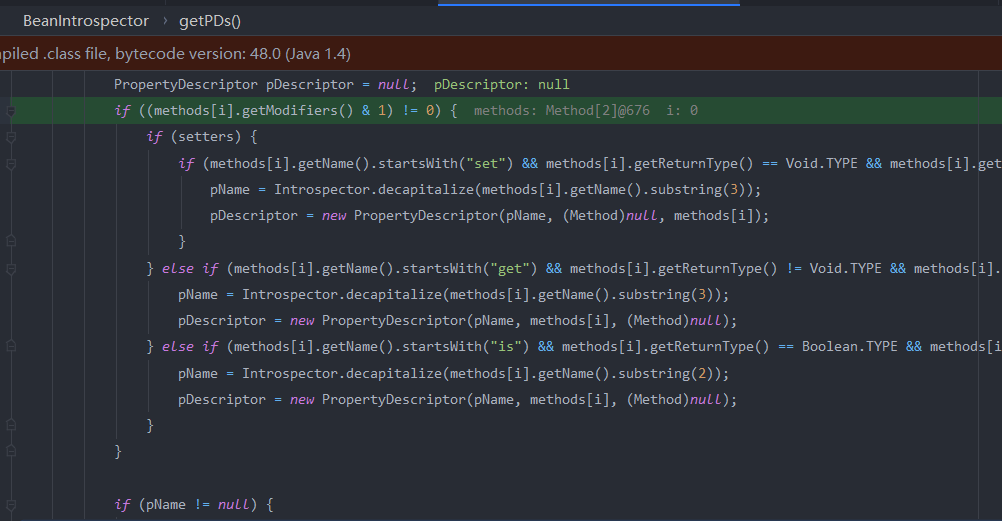 BeanIntrospector › getPDs()
piled .class file, bytecode version: 48.0 (Java 1.4)
PropertyDescriptor pDescriptor = null; pDescriptor: null
if ((methods[i].getModifiers() & 1) != 0) { methods: Method[2]@676 i: 0
if (setters) {
if (methods[i].getName().startsWith("set") && methods[i].getReturnType() == Void.TYPE && methods[i].get
pName = Introspector.decapitalize(methods[i].getName().substring(3));
pDescriptor = new PropertyDescriptor(pName, (Method)null, methods[i]);
}
} else if (methods[i].getName().startsWith("get") && methods[i].getReturnType() != Void.TYPE && methods[i].
pName = Introspector.decapitalize(methods[i].getName().substring(3));
pDescriptor = new PropertyDescriptor(pName, methods[i], (Method)null);
} else if (methods[i].getName().startsWith("is") && methods[i].getReturnType() == Boolean.TYPE && methods[i
pName = Introspector.decapitalize(methods[i].getName().substring(2));
pDescriptor = new PropertyDescriptor(pName, methods[i], (Method)null);
}
}
if (pName != null) {